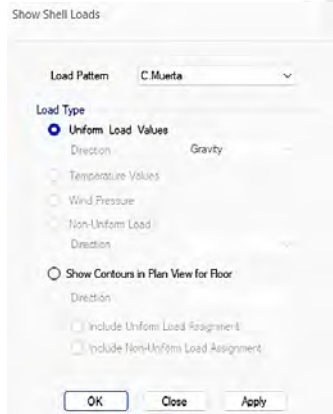 Show Shell Loads
Load Pattern C.Muerta
Load Type
Uniform Load Values
Direction Gravity
Temperature Values
Wind Pressure
Non-Uniform Load
Direction
Show Contours in Plan View for Floor
Direction
Include Uniform Load Assignment
Include Non-Uniform Load Assignment
OK Close Apply